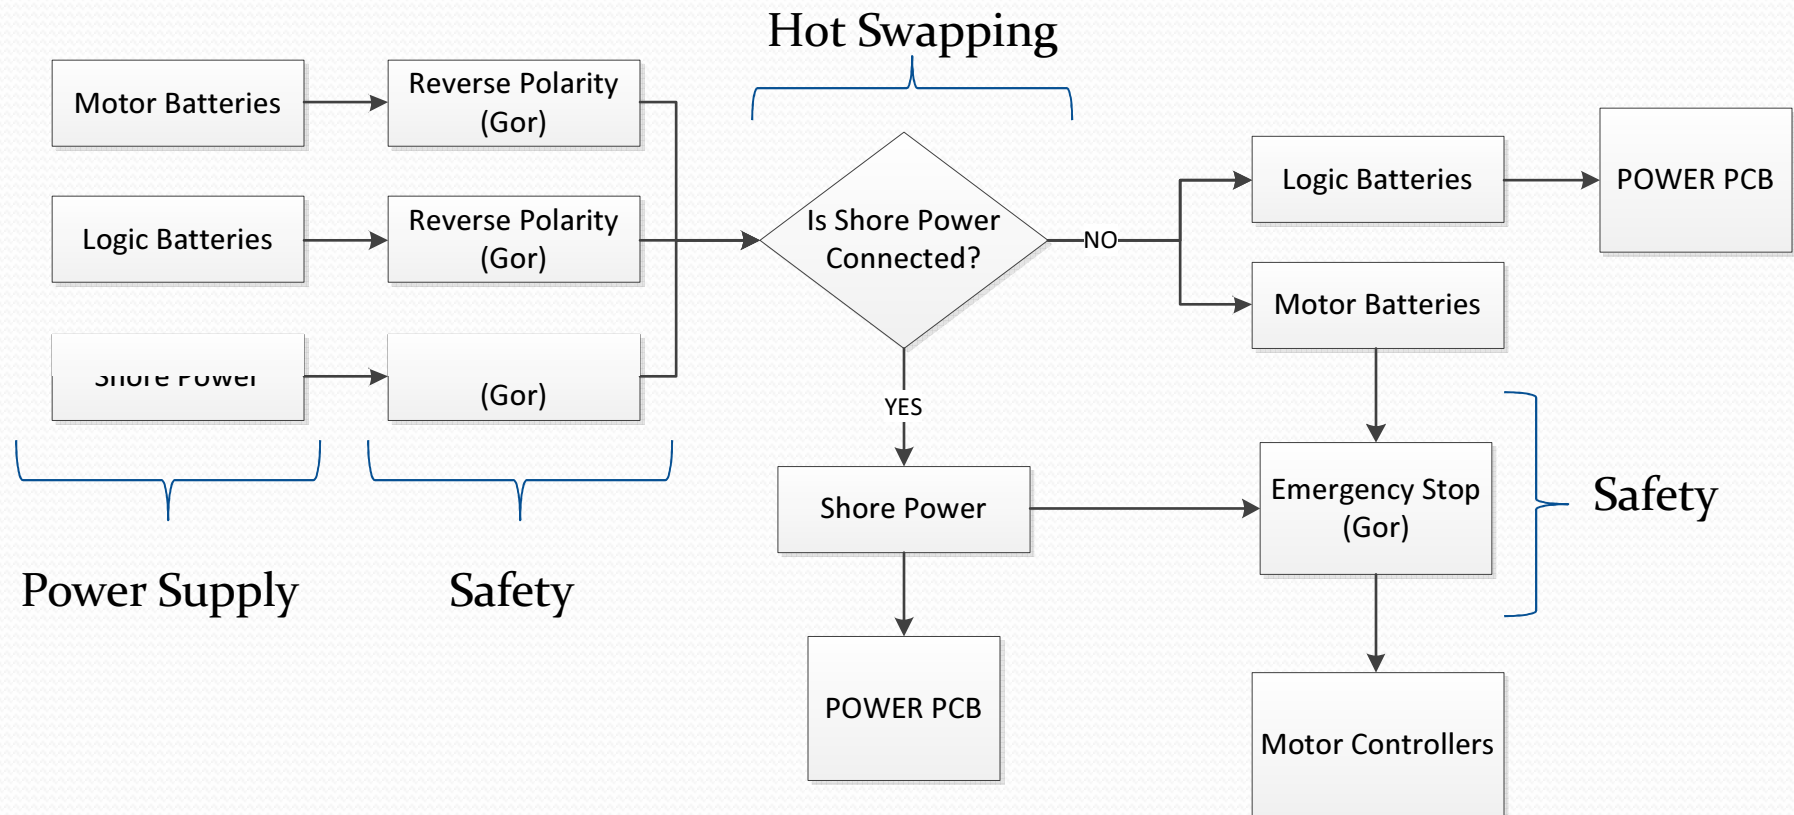 Hot Swapping
Motor Batteries
Reverse Polarity
(Gor)
Logic Batteries
Reverse Polarity
(Gor)
Shore Power
(Gor)
Power Supply
Safety
Is Shore Power
Connected?
NO
YES
Logic Batteries
POWER PCB
Motor Batteries
Shore Power
Emergency Stop
(Gor)
Safety
POWER PCB
Motor Controllers